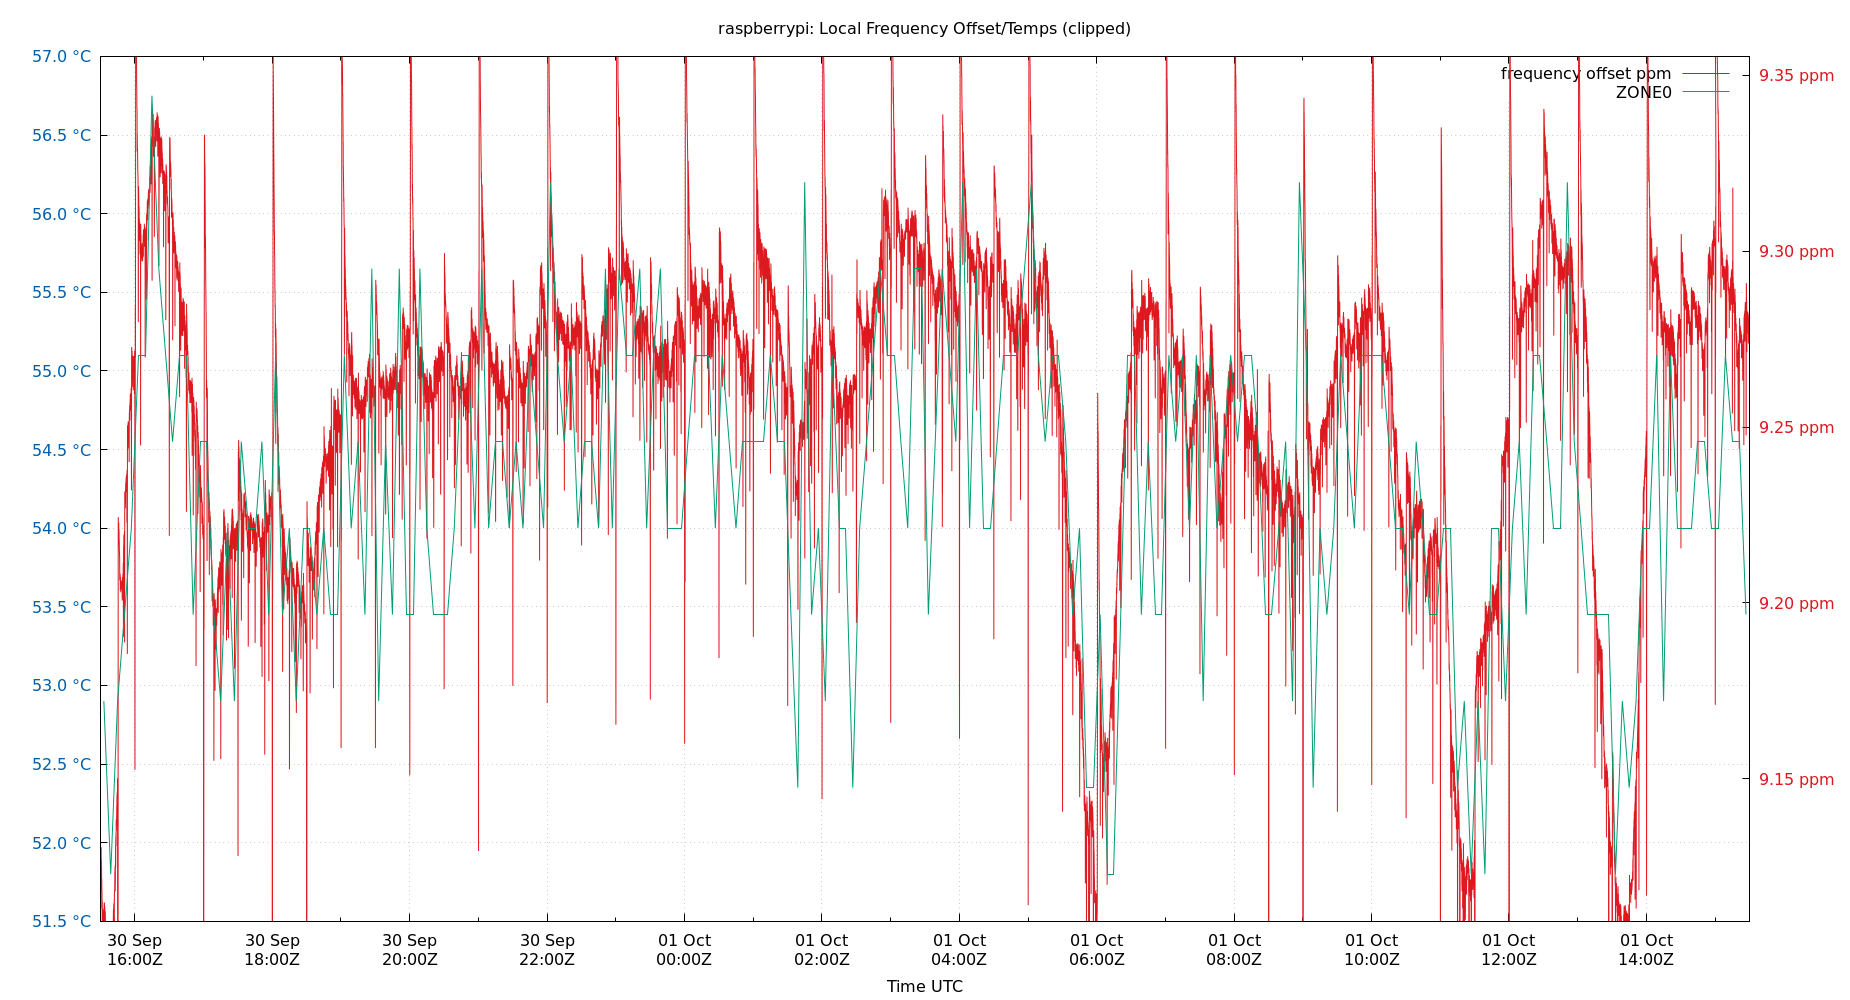 raspberrypi: Local Frequency Offset/Temps (clipped)
57.0 °C
56.5 °C
56.0 °C
55.5 °C
55.0 °C
54.5 °C
54.0 °C
53.5 °C
53.0 °C
52.5 °C
52.0 °C
51.5 °C
frequency offset ppm
ZONE0
9.35 ppm
9.30 ppm
9.25 ppm
9.20 ppm
9.15 ppm
30 Sep 30 Sep 30 Sep 30 Sep 01 Oct 01 Oct 01 Oct 01 Oct 01 Oct 01 Oct 01 Oct 01 Oct
16:00Z 18:00Z 20:00Z 22:00Z 00:00Z 02:00Z 04:00Z 06:00Z 08:00Z 10:00Z 12:00Z 14:00Z
Time UTC